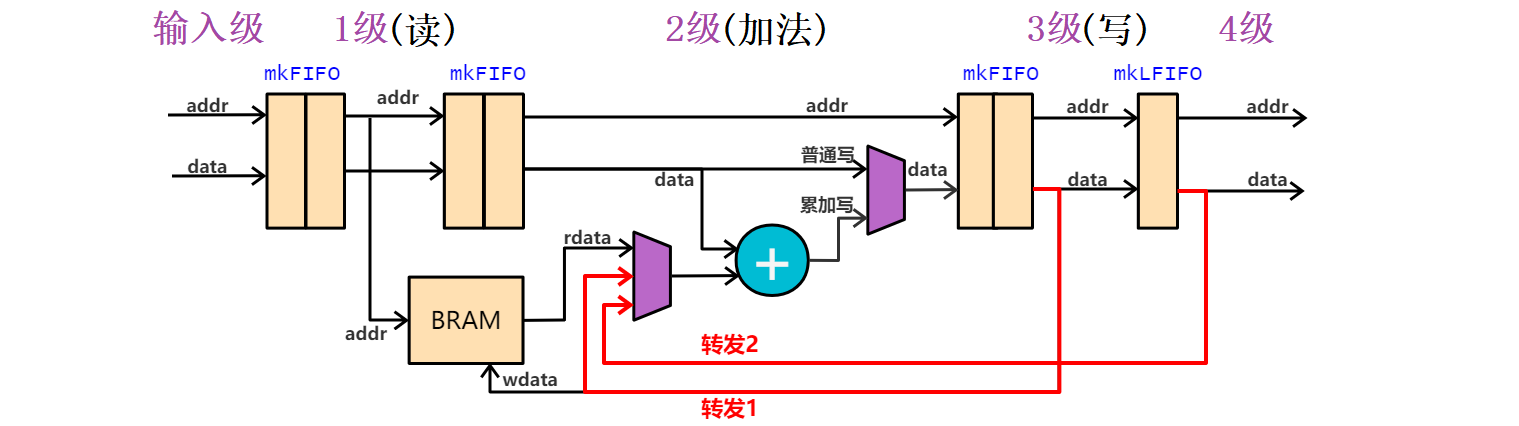 输入级 1级(读) 2级(加法) 3级(写) 4级
mkFIFO mkFIFO mkFIFO mkLFIFO
addr addr addr addr addr
data 普通写 data data data data
累加写
rdata
+
BRAM
addr
转发2
wdata
转发1